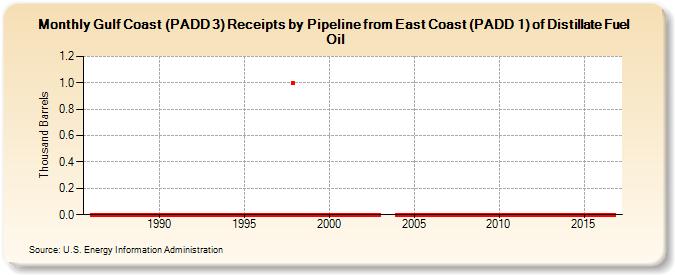 Monthly Gulf Coast (PADD 3) Receipts by Pipeline from East Coast (PADD 1) of Distillate Fuel
Oil
Thousand Barrels
1.2
1.0
0.8
0.6
0.4
0.2
0.0
1990 1995 2000 2005 2010 2015
Source: U.S. Energy Information Administration